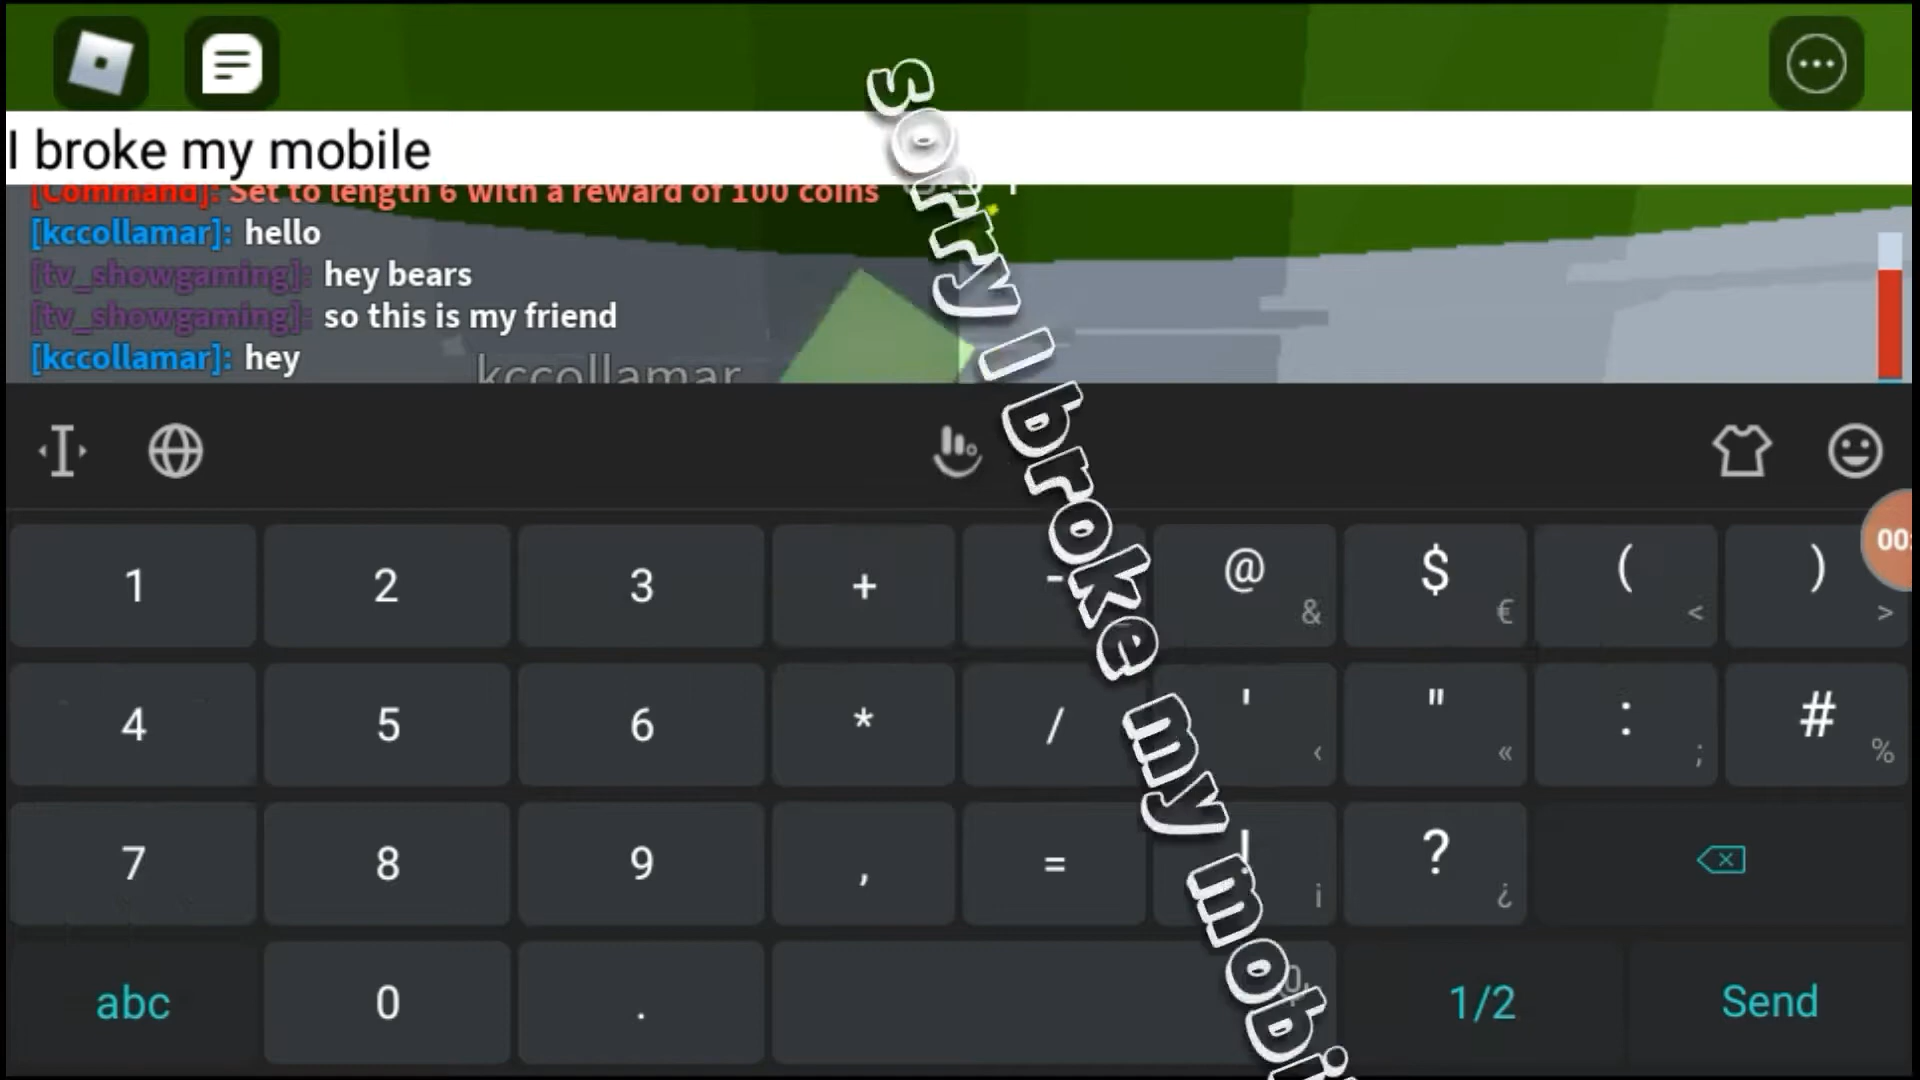 I broke my mobile
[Command]: Set to length 6 with a reward of 100 coins
[kccollamar]: hello
[tv_showgaming]: hey bears
[tv_showgaming]: so this is my friend
[kccollamar]: hey
kccollamar
Sorry I broke my mobi
00:
1 2 3 + - @ & $ € ( < ) >
4 5 6 * / ' ‹ " « : ; # %
7 8 9 , = ! ¡ ? ¿
abc 0 . 1/2 Send